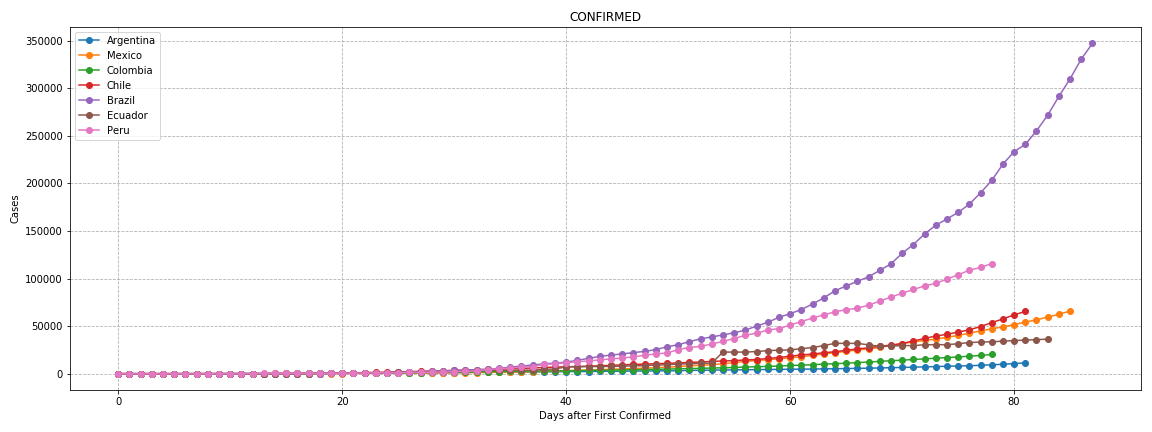 CONFIRMED
Argentina
Mexico
Colombia
Chile
Brazil
Ecuador
Peru
Cases
350000
300000
250000
200000
150000
100000
50000
0
0 20 40 60 80
Days after First Confirmed